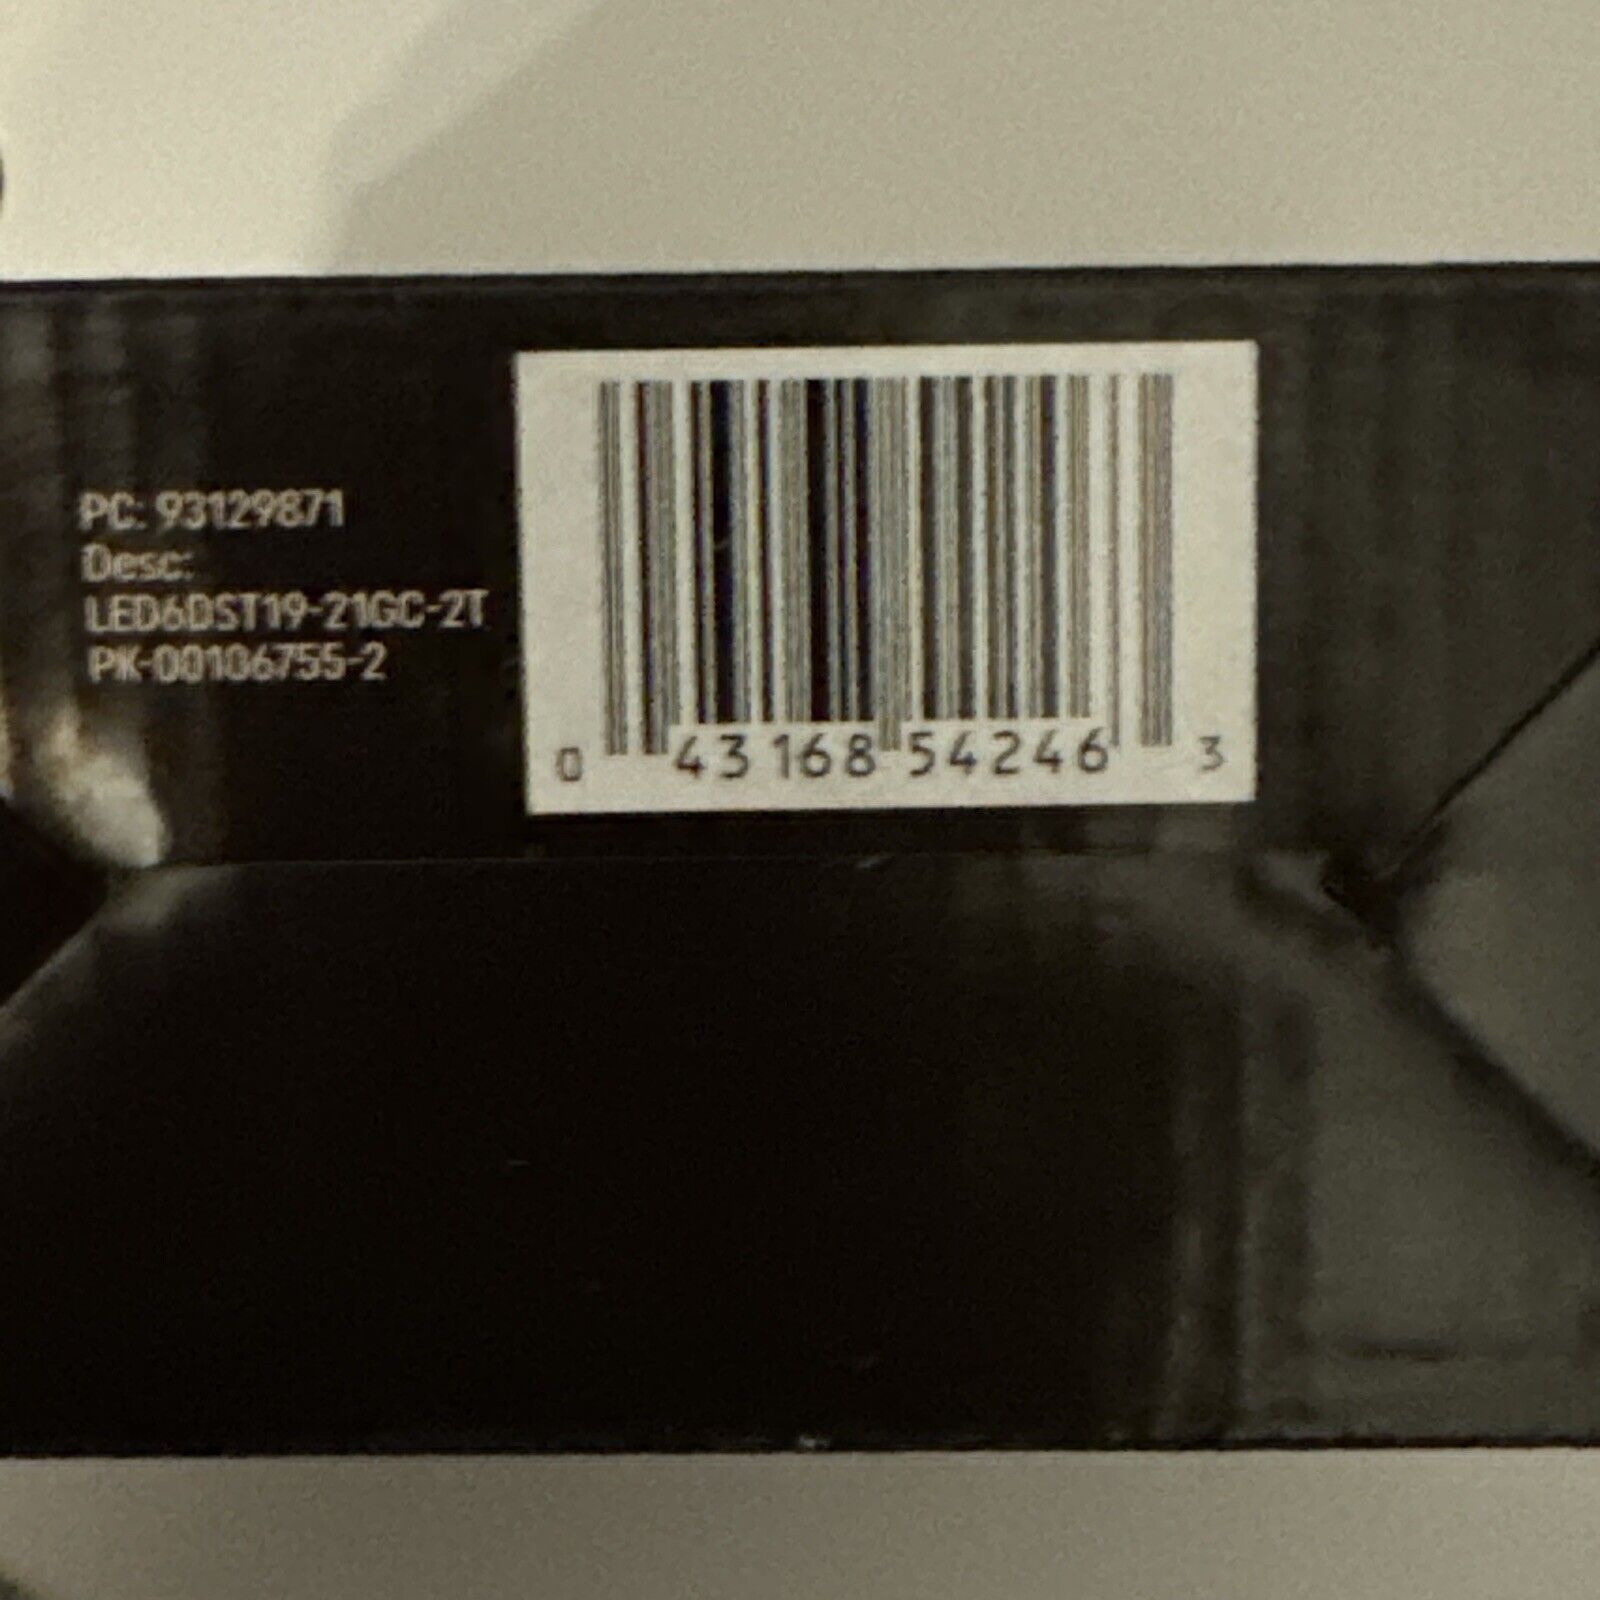 PC: 93129871
Desc:
LED6DST19-21GC-2T
PK-00106755-2
0 43168 54246 3